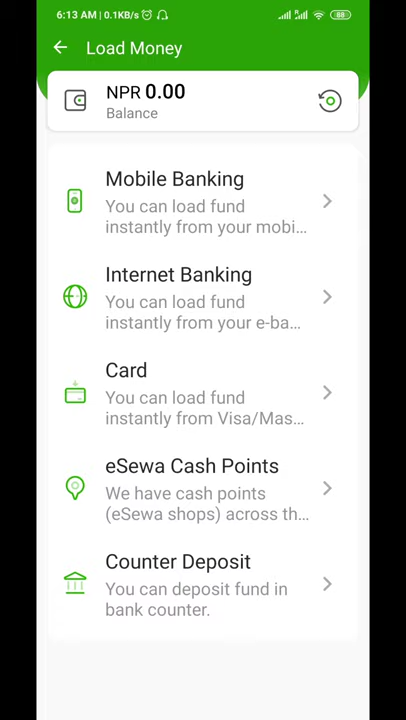 6:13 AM | 0.1KB/s
88
Load Money
NPR 0.00
Balance
Mobile Banking
You can load fund
instantly from your mobi...
Internet Banking
You can load fund
instantly from your e-ba...
Card
You can load fund
instantly from Visa/Mas...
eSewa Cash Points
We have cash points
(eSewa shops) across th...
Counter Deposit
You can deposit fund in
bank counter.